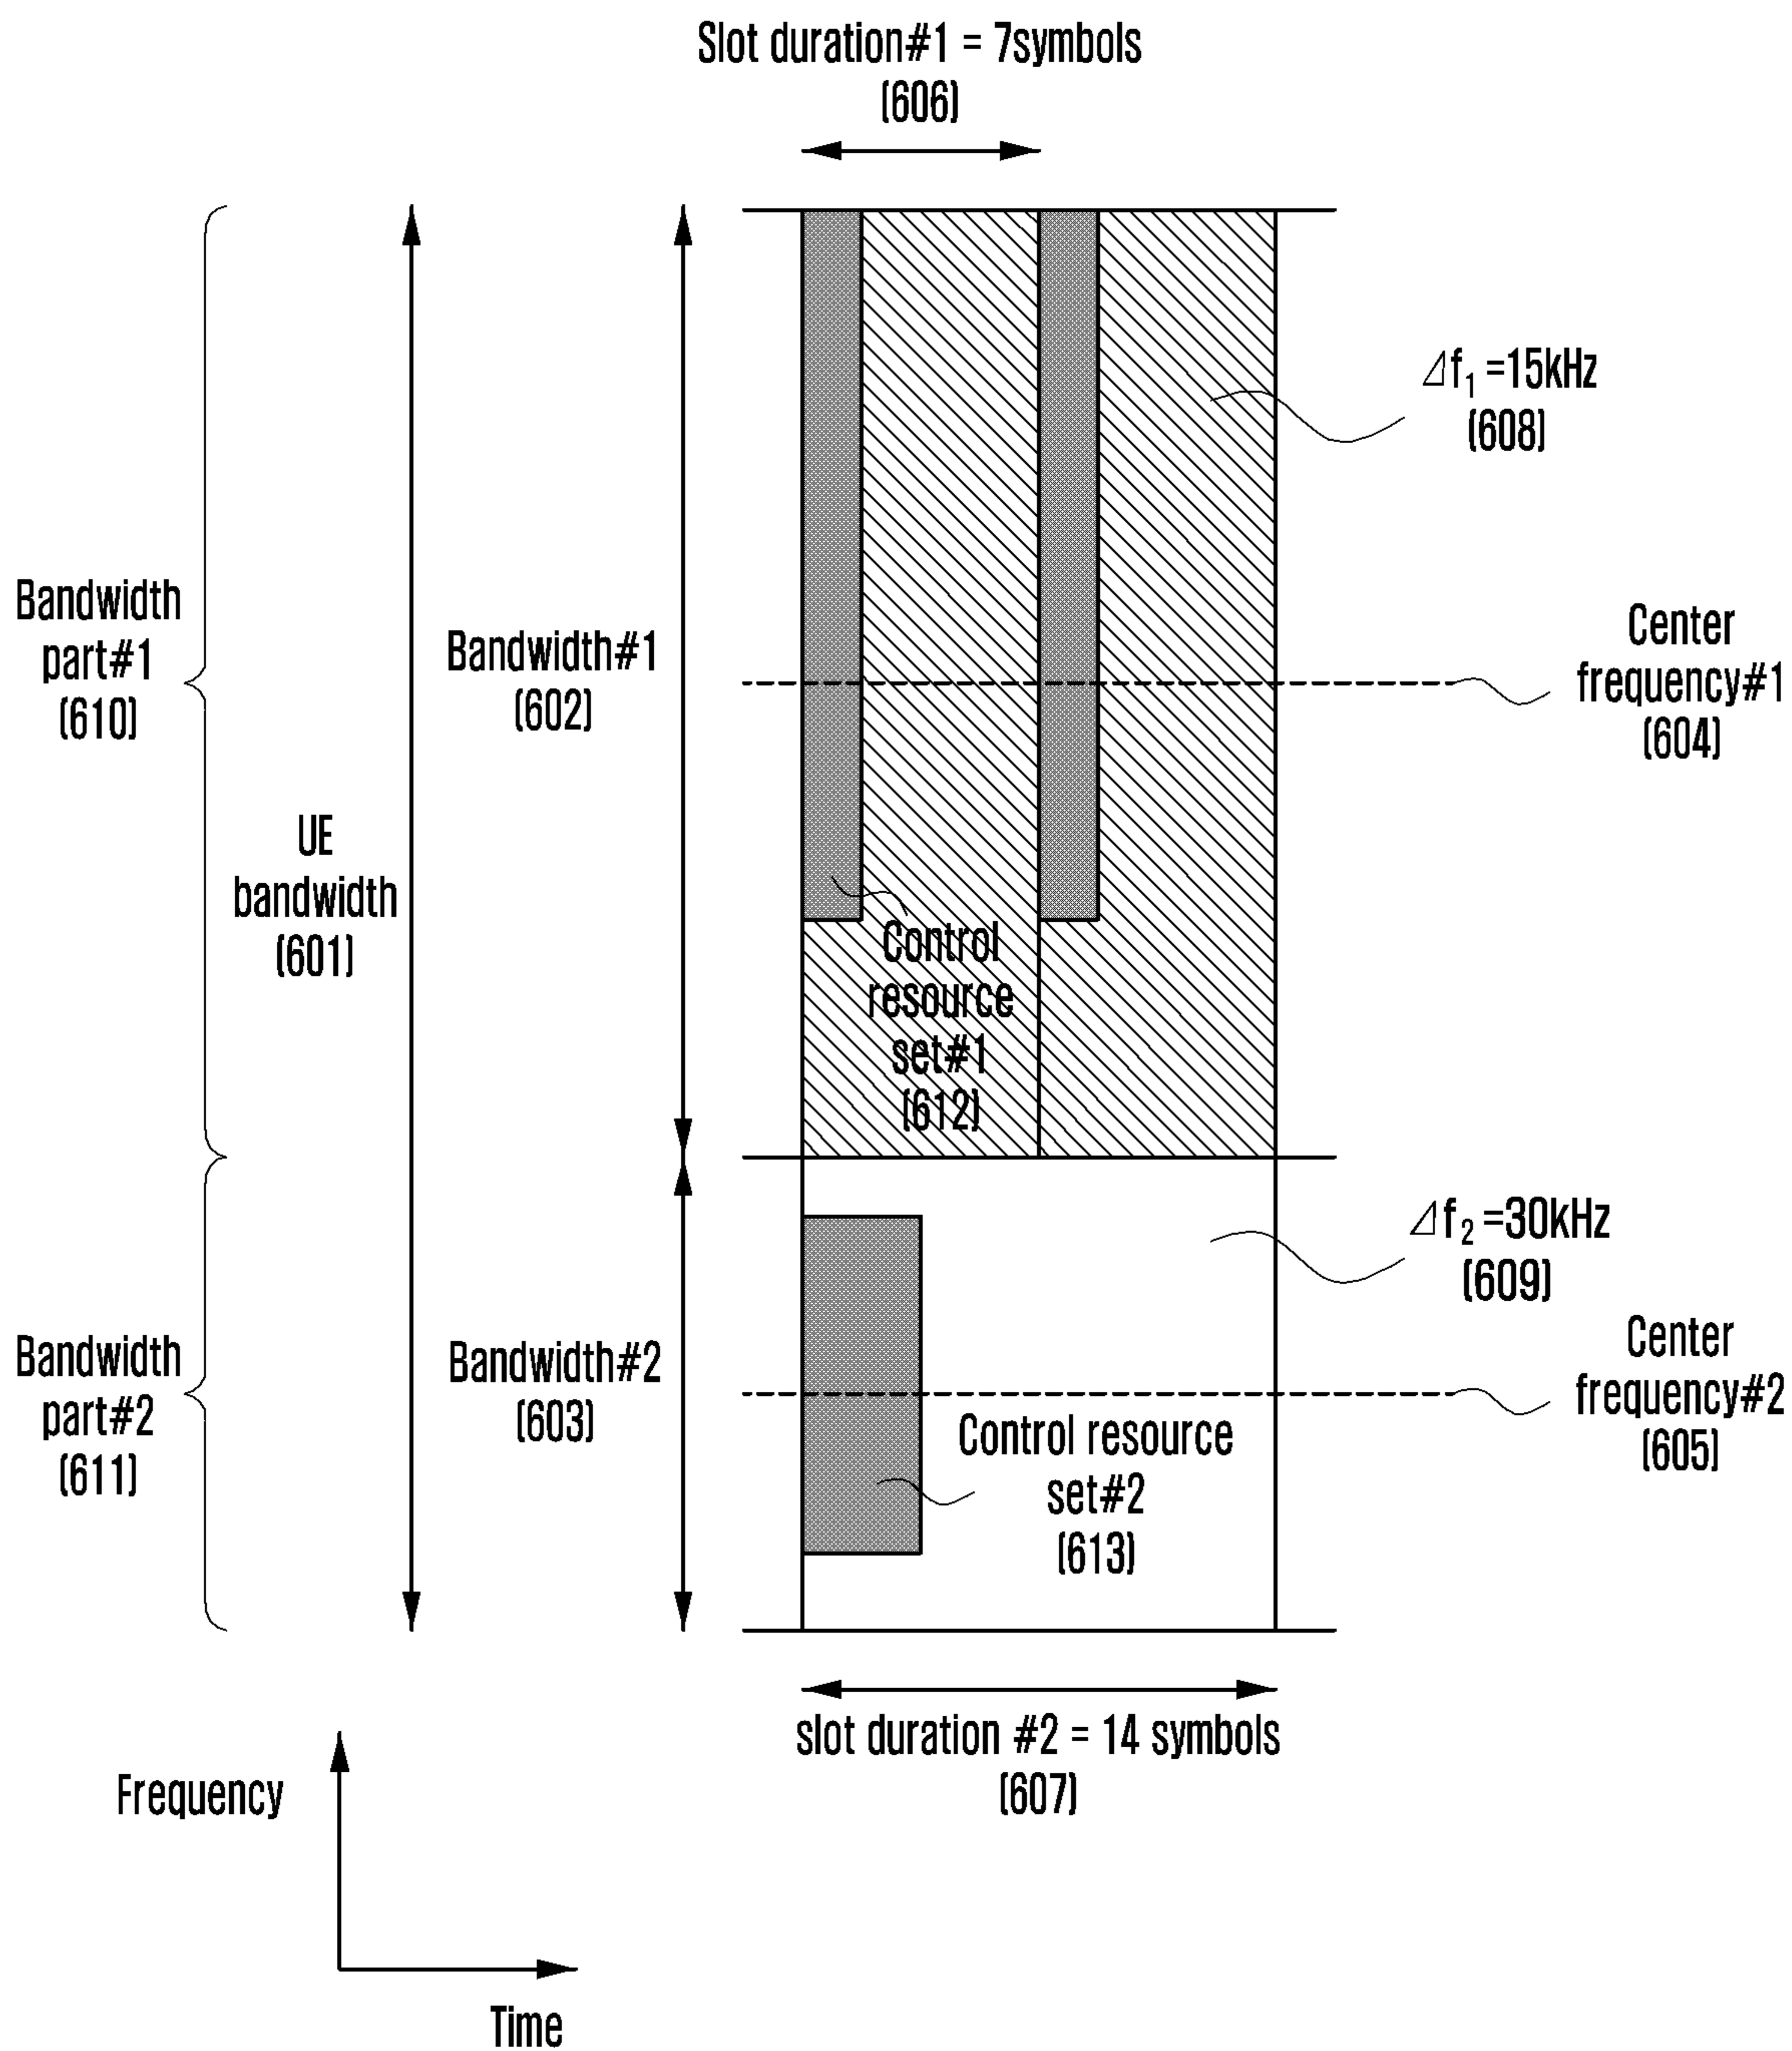 Slot duration#1 = 7symbols
(606)
⊿f1 =15kHz
(608)
Bandwidth
part#1
(610)
Bandwidth#1
(602)
Center
frequency#1
(604)
UE
bandwidth
(601)
Control
resource
set#1
(612)
⊿f2 =30kHz
(609)
Bandwidth
part#2
(611)
Bandwidth#2
(603)
Center
frequency#2
(605)
Control resource
set#2
(613)
slot duration #2 = 14 symbols
(607)
Frequency
Time